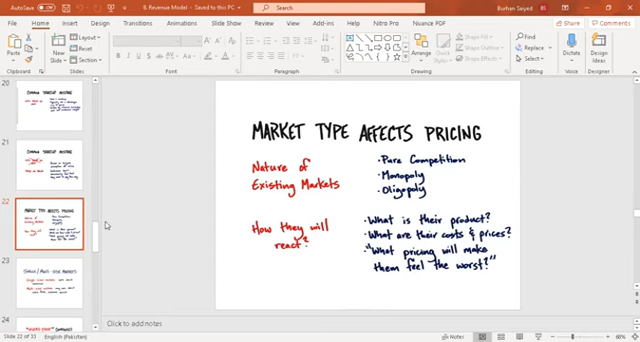 AutoSave Off
8. Revenue Model - Saved to this PC
Search
Burhan Saiyed
BS
File Home Insert Design Transitions Animations Slide Show Review View Add-ins Help Nitro Pro Nuance PDF
Share
Comments
Paste
New
Slide
Layout
Reset
Section
Arrange
Quick
Styles
Shape Fill
Shape Outline
Shape Effects
Find
Replace
Select
Dictate
Design
Ideas
Clipboard
Slides
Font
Paragraph
Drawing
Editing
Voice
Designer
20
21
22
23
24
MARKET TYPE AFFECTS PRICING
Nature of
Existing Markets
• Pure Competition
• Monopoly
• Oligopoly
How they will
react?
• What is their product?
• What are their costs & prices?
• "What pricing will make
them feel the worst?"
Click to add notes
Slide 22 of 33
English (Pakistan)
Notes
68%